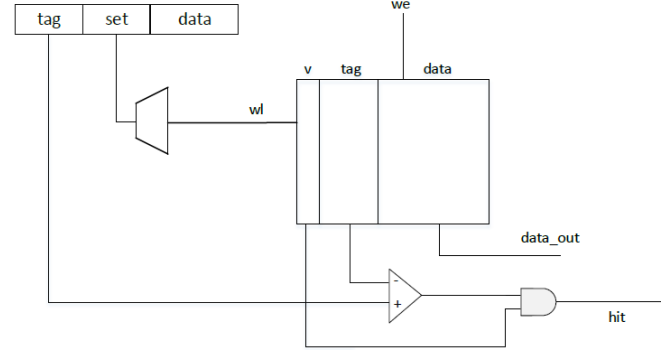 we
tag set data
v tag data
wl
data_out
-
+
hit